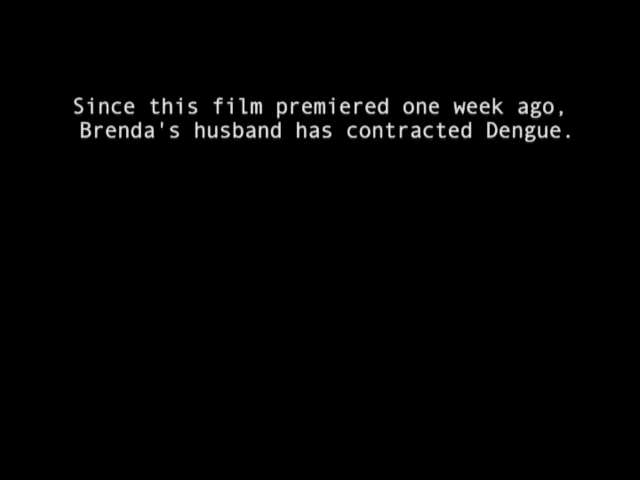 Since this film premiered one week ago,
Brenda's husband has contracted Dengue.